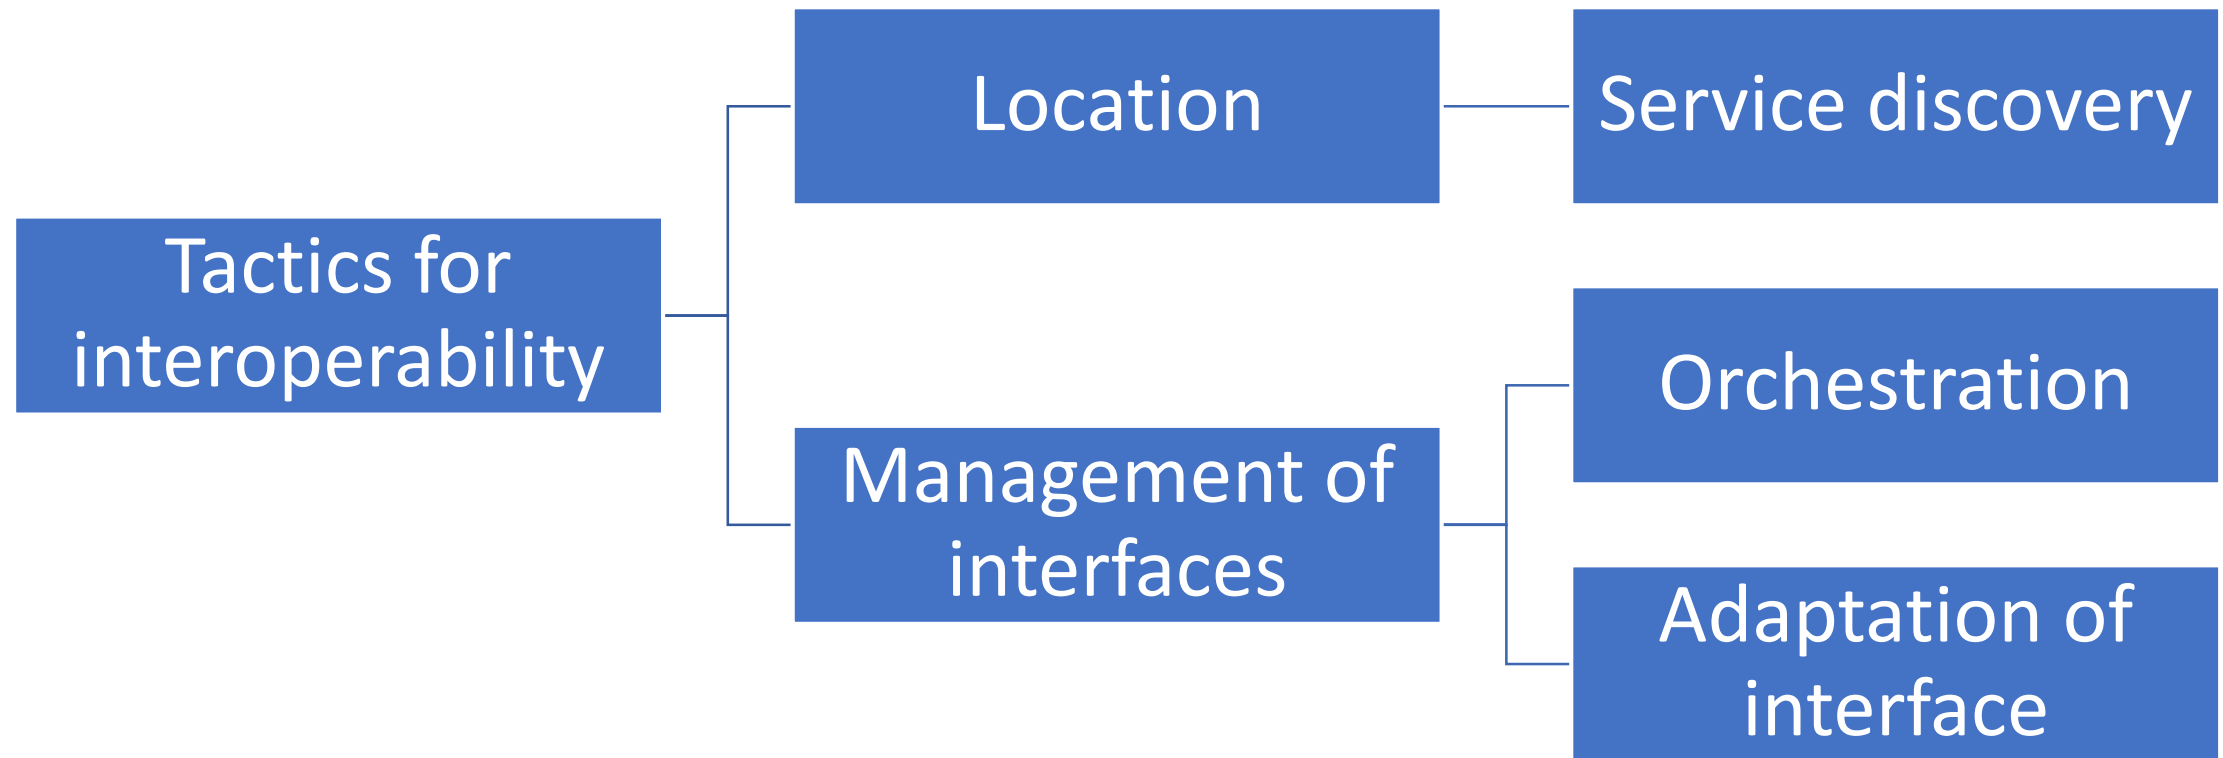 Tactics for
interoperability
Location
Service discovery
Management of
interfaces
Orchestration
Adaptation of
interface